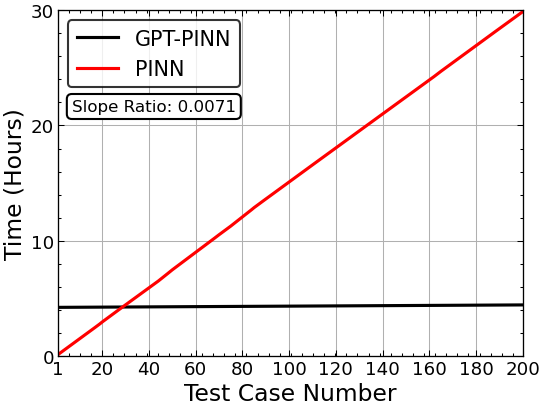 30
20
10
0
Time (Hours)
GPT-PINN
PINN
Slope Ratio: 0.0071
1 20 40 60 80 100 120 140 160 180 200
Test Case Number